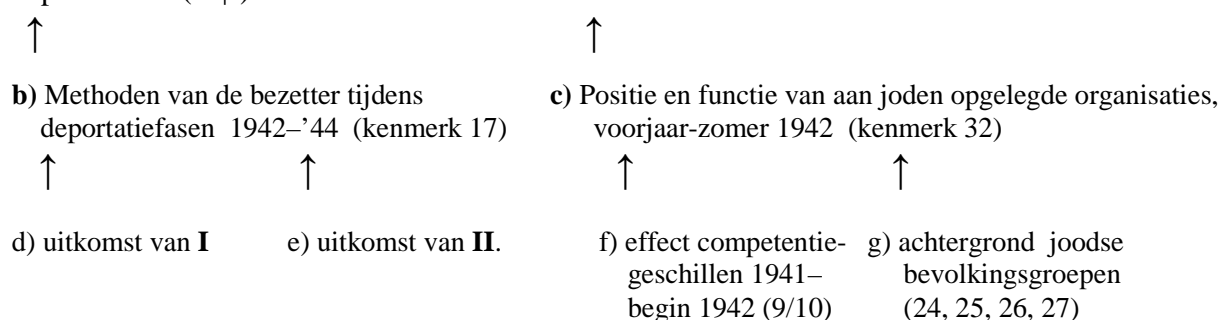 ↑ ↑
b) Methoden van de bezetter tijdens
deportatiefasen 1942–’44 (kenmerk 17)
c) Positie en functie van aan joden opgelegde organisaties,
voorjaar-zomer 1942 (kenmerk 32)
↑ ↑ ↑ ↑
d) uitkomst van I
e) uitkomst van II.
f) effect competentie-
geschillen 1941–
begin 1942 (9/10)
g) achtergrond joodse
bevolkingsgroepen
(24, 25, 26, 27)